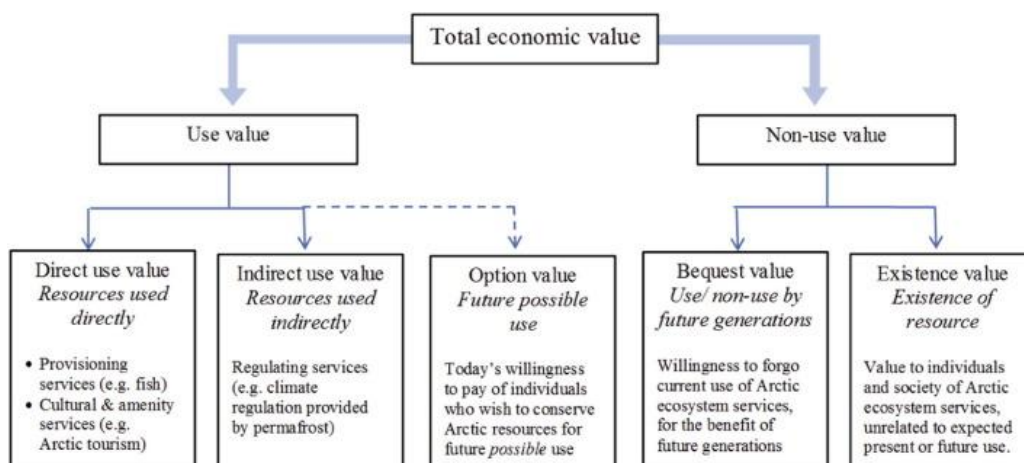 Total economic value
Use value
Non-use value
Direct use value
Resources used
directly
• Provisioning
services (e.g. fish)
• Cultural & amenity
services (e.g.
Arctic tourism)
Indirect use value
Resources used
indirectly
Regulating services
(e.g. climate
regulation provided
by permafrost)
Option value
Future possible
use
Today's willingness
to pay of individuals
who wish to conserve
Arctic resources for
future possible use
Bequest value
Use/ non-use by
future generations
Willingness to forgo
current use of Arctic
ecosystem services,
for the benefit of
future generations
Existence value
Existence of
resource
Value to individuals
and society of Arctic
ecosystem services,
unrelated to expected
present or future use.